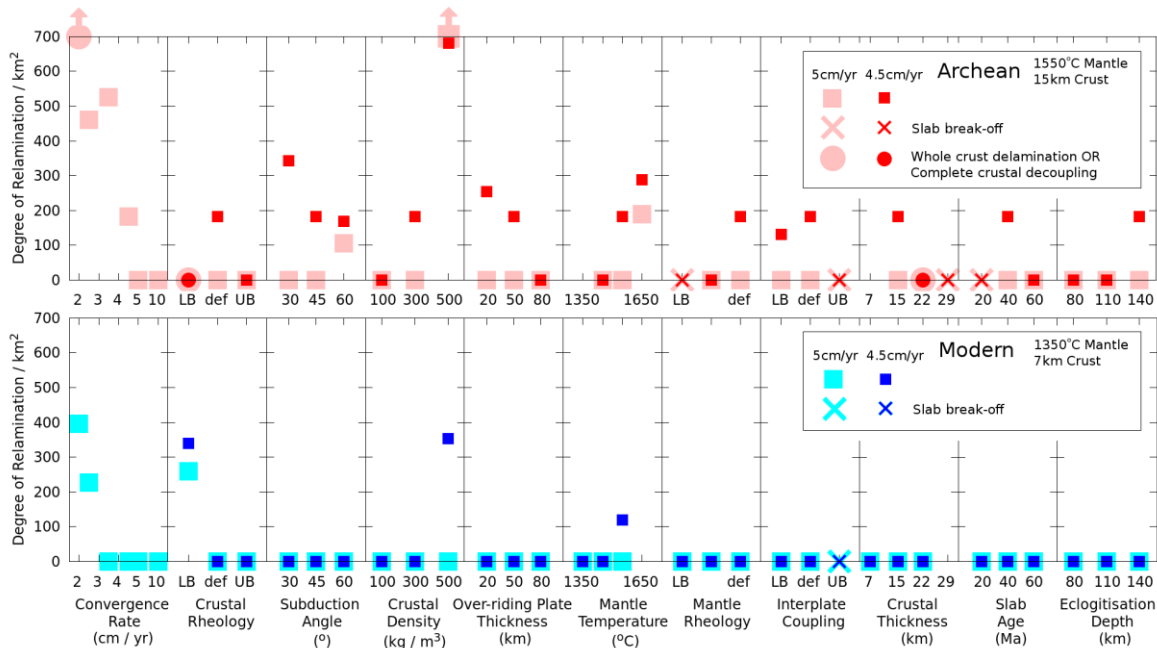 Degree of Relamination / km²
700
600
500
400
300
200
100
0
5cm/yr 4.5cm/yr Archean 1550°C Mantle
15km Crust
Slab break-off
Whole crust delamination OR
Complete crustal decoupling
2 3 4 5 10 LB def UB 30 45 60 100 300 500 20 50 80 1350 1650 LB def LB def UB 7 15 22 29 20 40 60 80 110 140
Degree of Relamination / km²
700
600
500
400
300
200
100
0
5cm/yr 4.5cm/yr Modern 1350°C Mantle
7km Crust
Slab break-off
2 3 4 5 10 LB def UB 30 45 60 100 300 500 20 50 80 1350 1650 LB def LB def UB 7 15 22 29 20 40 60 80 110 140
Convergence Crustal Subduction Crustal Over-riding Plate Mantle Mantle Interplate Crustal Slab Eclogitisation
Rate Rheology Angle Density Thickness Temperature Rheology Coupling Thickness Age Depth
(cm / yr) (º) (kg / m³) (km) (ºC) (km) (Ma) (km)